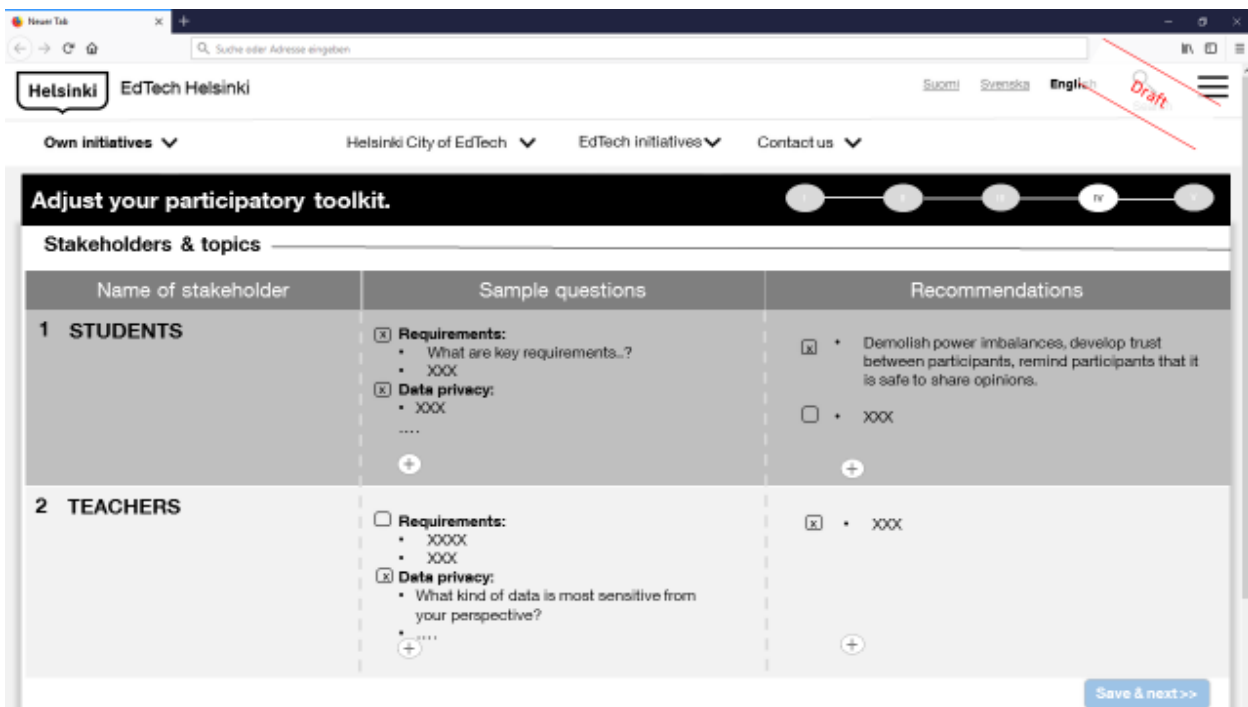 Neuer Tab
Suche oder Adresse eingeben
Helsinki
EdTech Helsinki
Suomi Svenska English
Draft
Own initiatives Helsinki City of EdTech EdTech initiatives Contact us
Adjust your participatory toolkit.
IV
Stakeholders & topics
Name of stakeholder Sample questions Recommendations
1 STUDENTS
x Requirements:
• What are key requirements..?
• XXX
x Data privacy:
• XXX
....
+
x • Demolish power imbalances, develop trust
between participants, remind participants that it
is safe to share opinions.
• XXX
+
2 TEACHERS
Requirements:
• XXXX
• XXX
x Data privacy:
• What kind of data is most sensitive from
your perspective?
• ....
+
x • XXX
+
Save & next >>